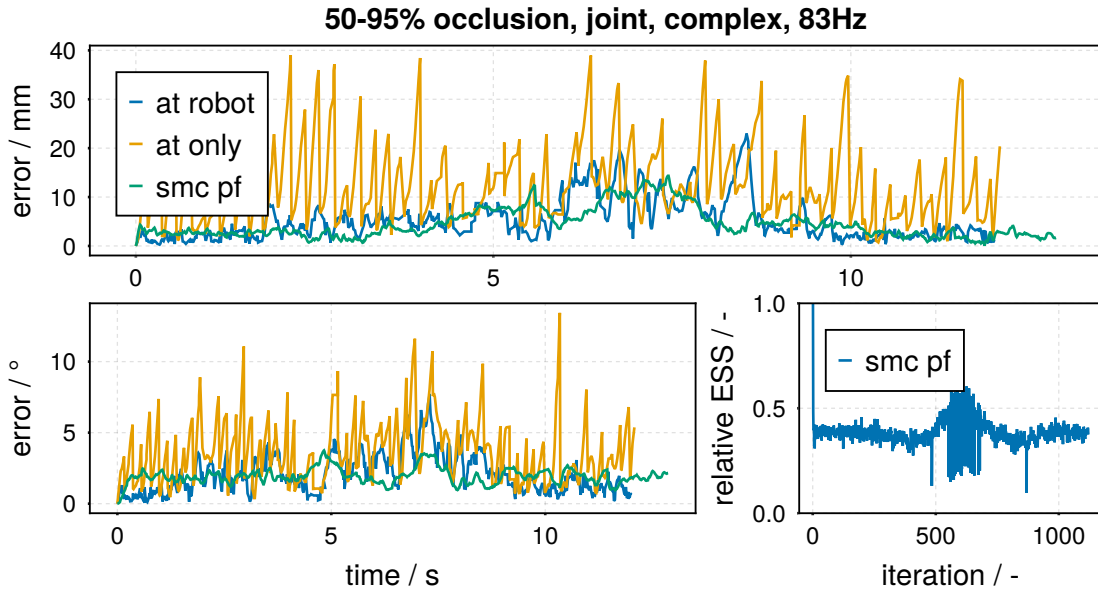 50-95% occlusion, joint, complex, 83Hz
error / mm
40
30
20
10
0
at robot
at only
smc pf
0 5 10
error / °
10
5
0
0 5 10
time / s
relative ESS / -
1.0
0.5
0.0
smc pf
0 500 1000
iteration / -